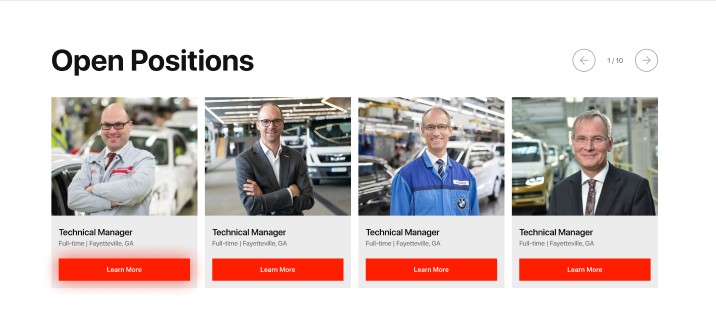 Open Positions
1 / 10
Technical Manager
Full-time | Fayetteville, GA
Learn More
Technical Manager
Full-time | Fayetteville, GA
Learn More
Technical Manager
Full-time | Fayetteville, GA
Learn More
Technical Manager
Full-time | Fayetteville, GA
Learn More